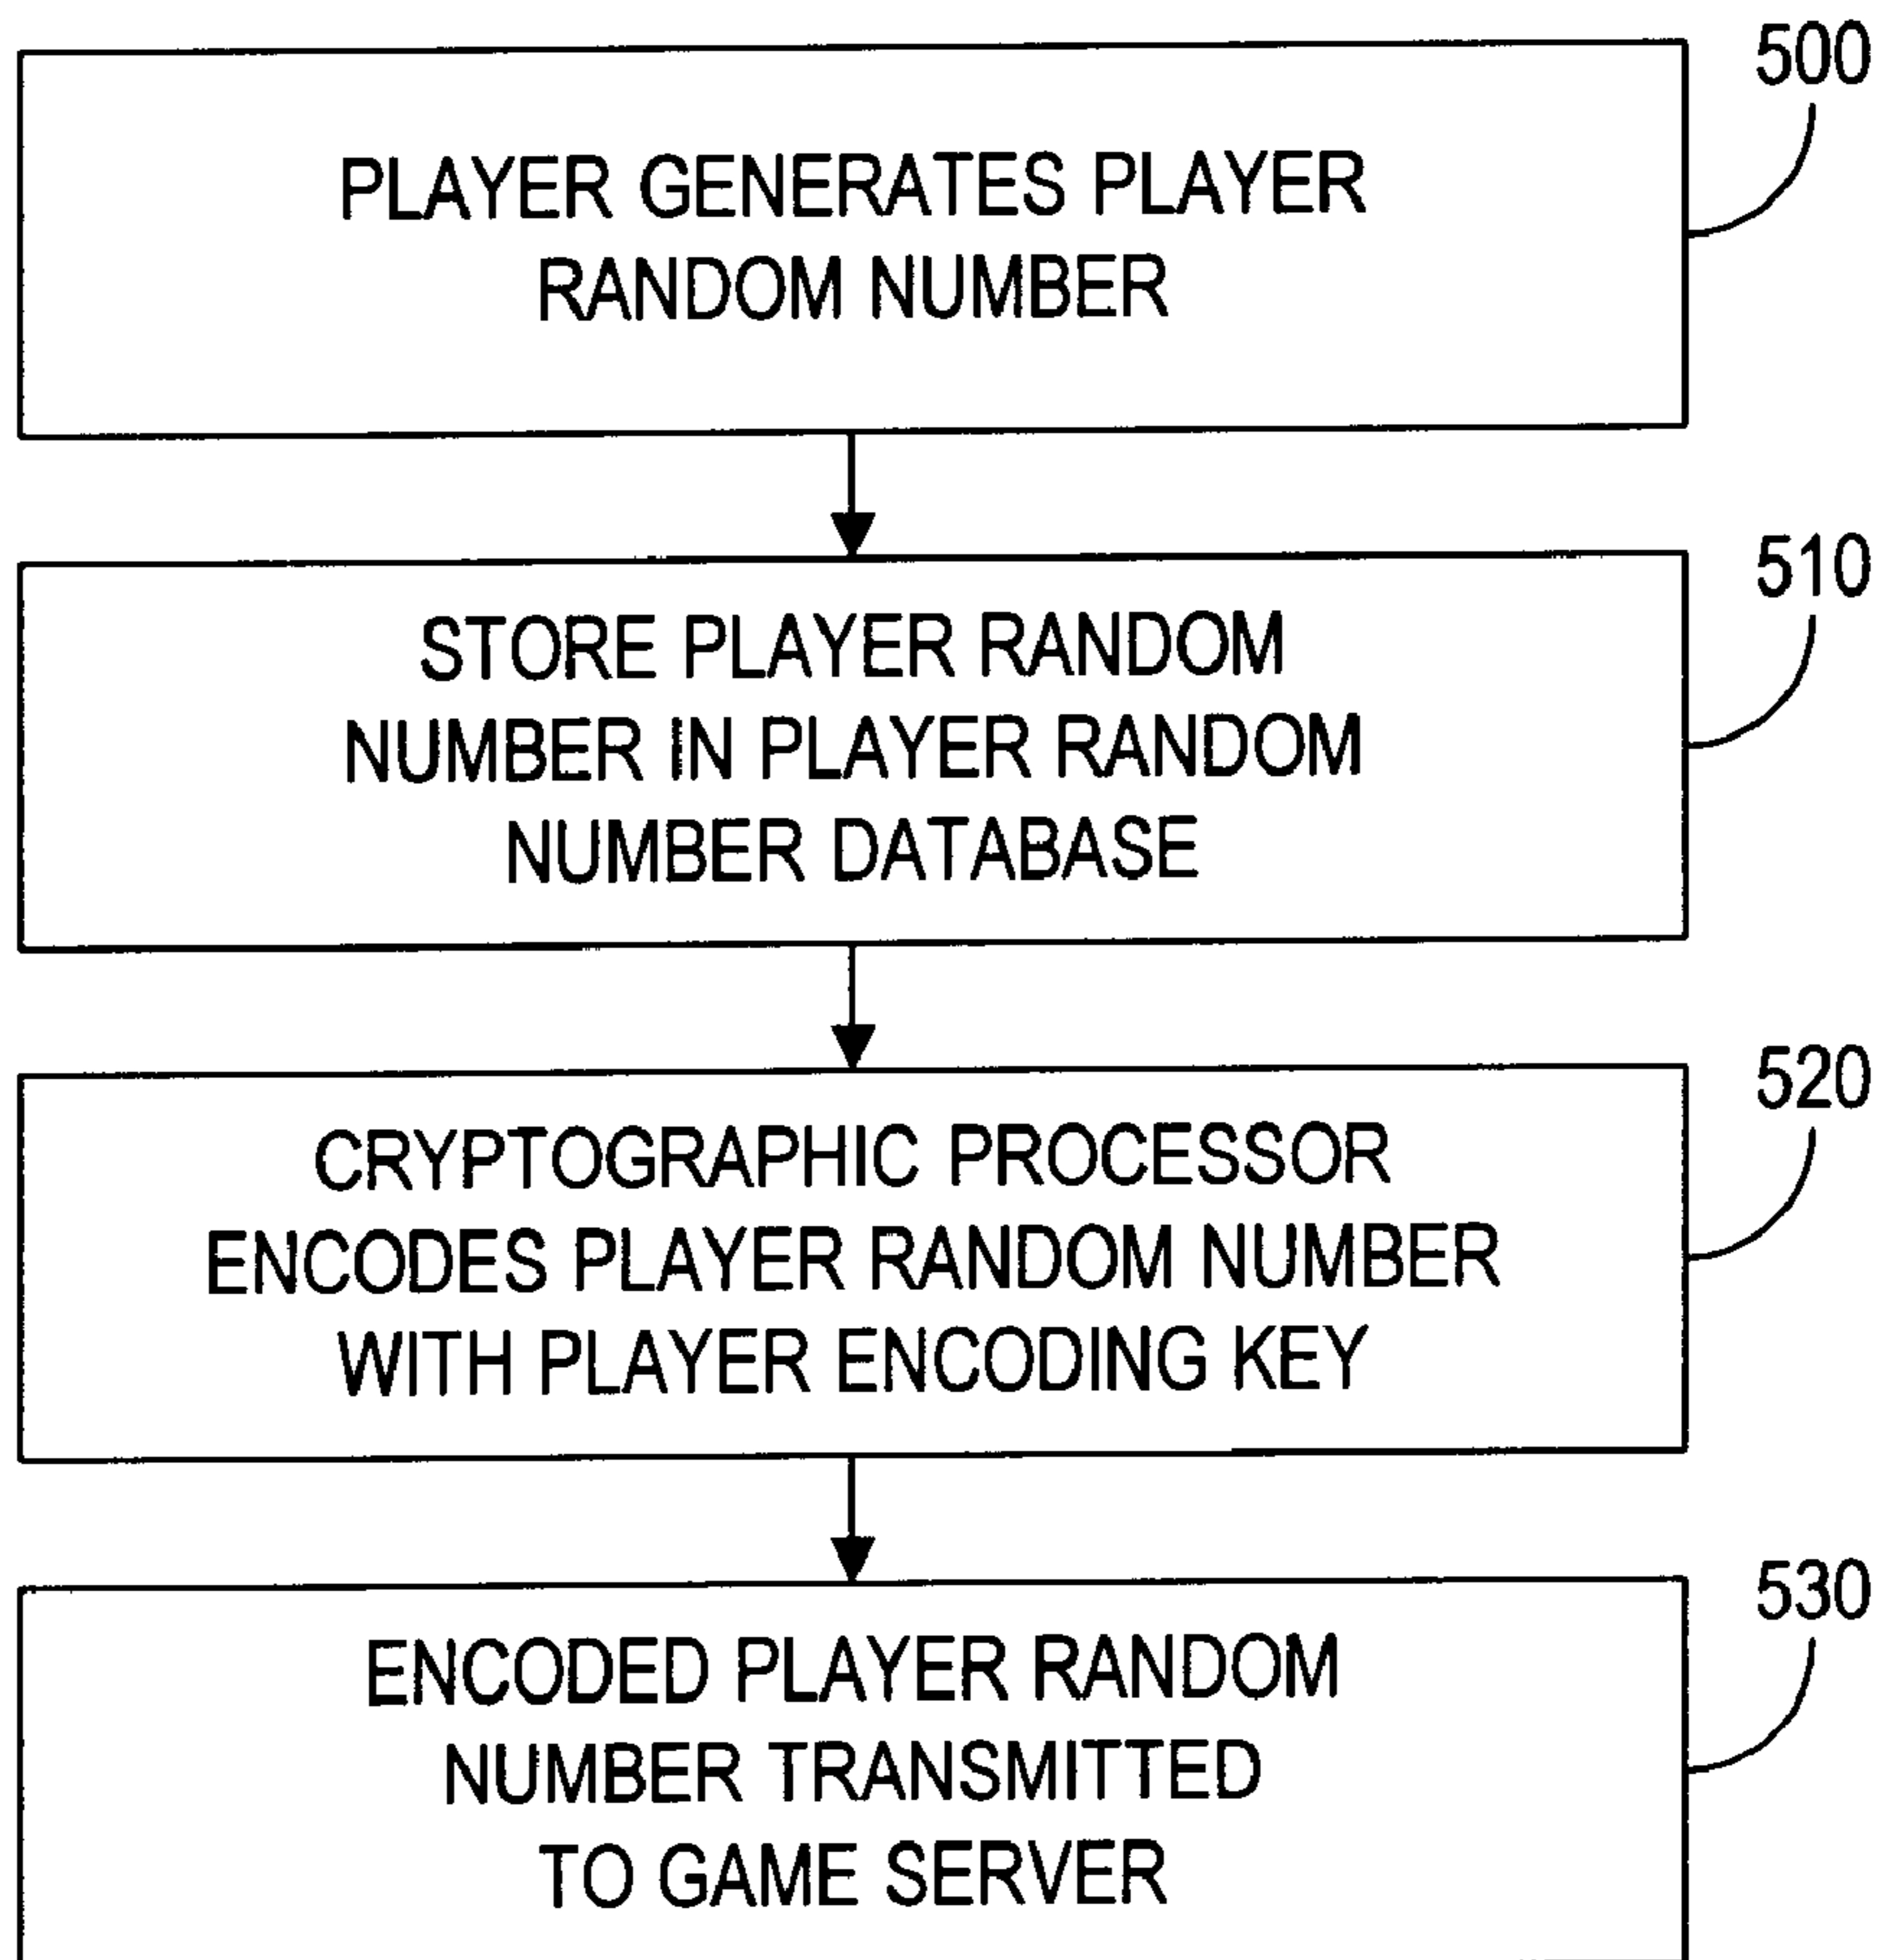 500
PLAYER GENERATES PLAYER
RANDOM NUMBER
510
STORE PLAYER RANDOM
NUMBER IN PLAYER RANDOM
NUMBER DATABASE
520
CRYPTOGRAPHIC PROCESSOR
ENCODES PLAYER RANDOM NUMBER
WITH PLAYER ENCODING KEY
530
ENCODED PLAYER RANDOM
NUMBER TRANSMITTED
TO GAME SERVER